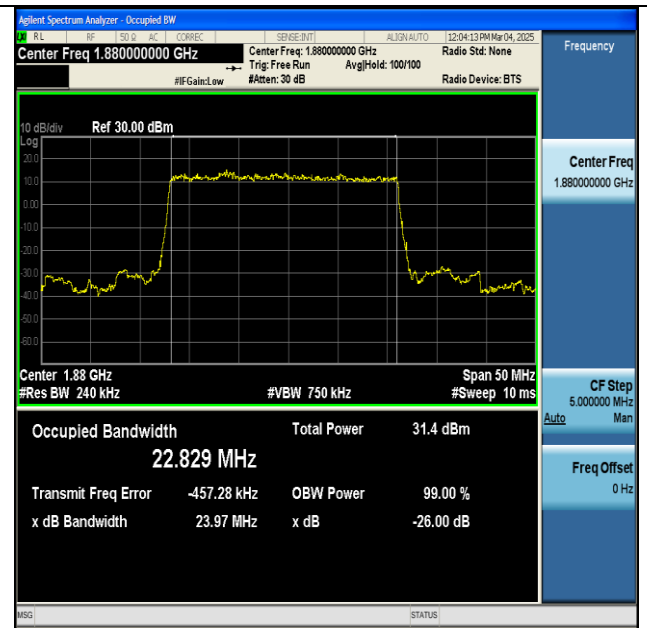 Agilent Spectrum Analyzer - Occupied BW
RL RF 50 Ω AC CORREC SENSE:INT ALIGN AUTO 12:04:13 PM Mar 04, 2025
Center Freq 1.880000000 GHz
Center Freq: 1.880000000 GHz
Radio Std: None
Trig: Free Run Avg|Hold: 100/100
#IFGain:Low
#Atten: 30 dB
Radio Device: BTS
Frequency
10 dB/div Ref 30.00 dBm
Log
20.0
10.0
0.00
-10.0
-20.0
-30.0
-40.0
-50.0
-60.0
Center 1.88 GHz Span 50 MHz
#Res BW 240 kHz #VBW 750 kHz #Sweep 10 ms
Occupied Bandwidth Total Power 31.4 dBm
22.829 MHz
Transmit Freq Error -457.28 kHz OBW Power 99.00 %
x dB Bandwidth 23.97 MHz x dB -26.00 dB
Center Freq
1.880000000 GHz
CF Step
5.000000 MHz
Auto Man
Freq Offset
0 Hz
MSG STATUS